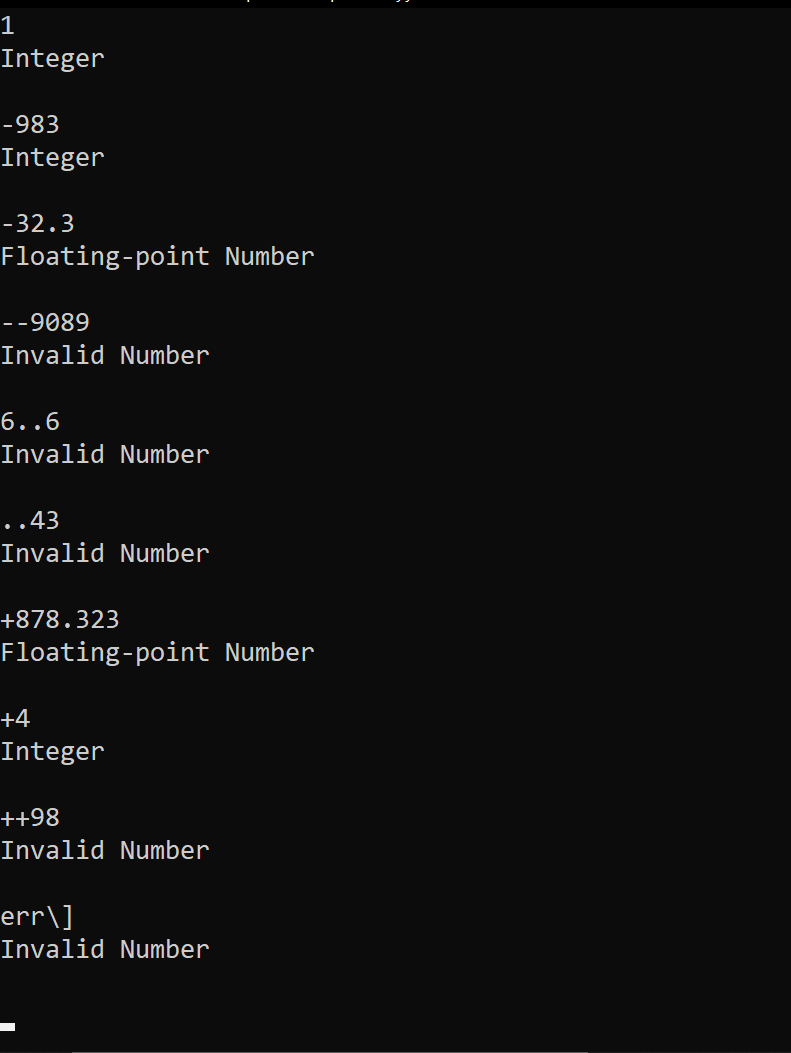 1
Integer
-983
Integer
-32.3
Floating-point Number
--9089
Invalid Number
6..6
Invalid Number
..43
Invalid Number
+878.323
Floating-point Number
+4
Integer
++98
Invalid Number
err\]
Invalid Number